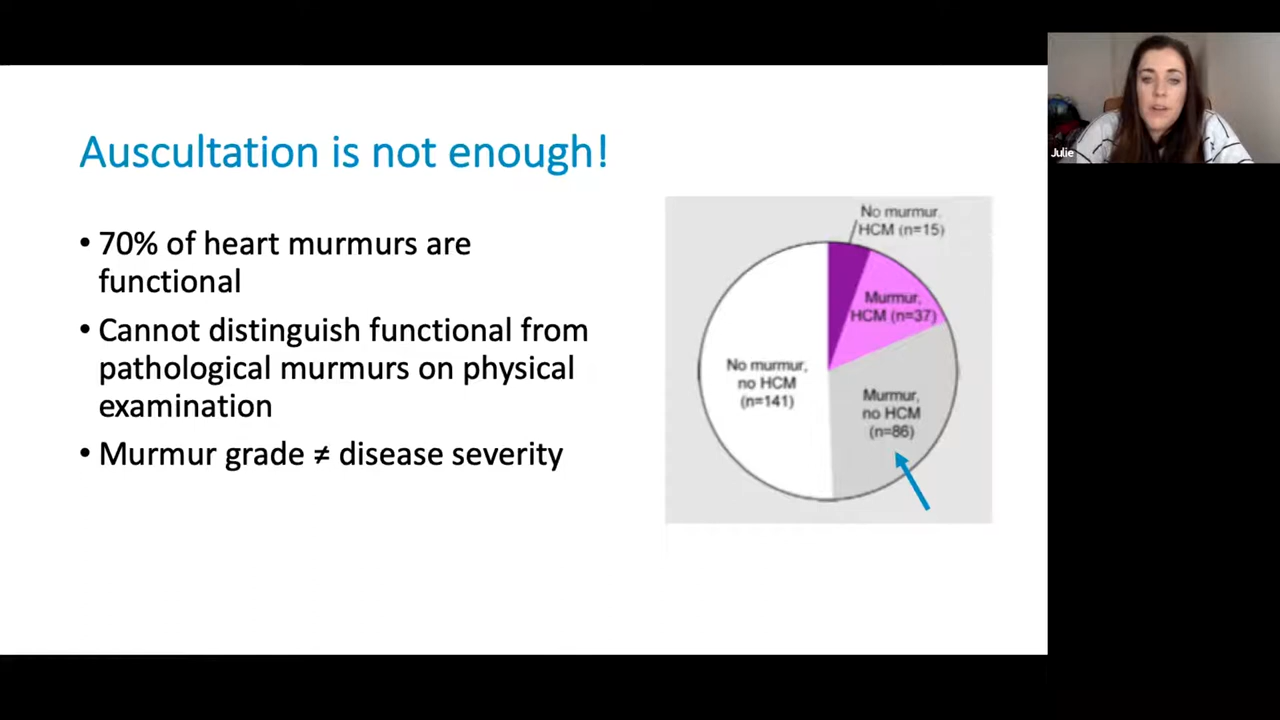 Auscultation is not enough!
• 70% of heart murmurs are
functional
• Cannot distinguish functional from
pathological murmurs on physical
examination
• Murmur grade ≠ disease severity
No murmur,
HCM (n=15)
Murmur,
HCM (n=37)
No murmur,
no HCM
(n=141)
Murmur,
no HCM
(n=86)
Julie